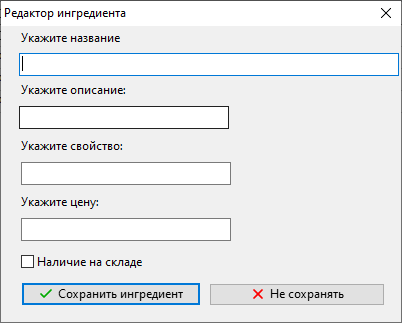 Редактор ингредиента
Укажите название
Укажите описание:
Укажите свойство:
Укажите цену:
Наличие на складе
Сохранить ингредиент
Не сохранять